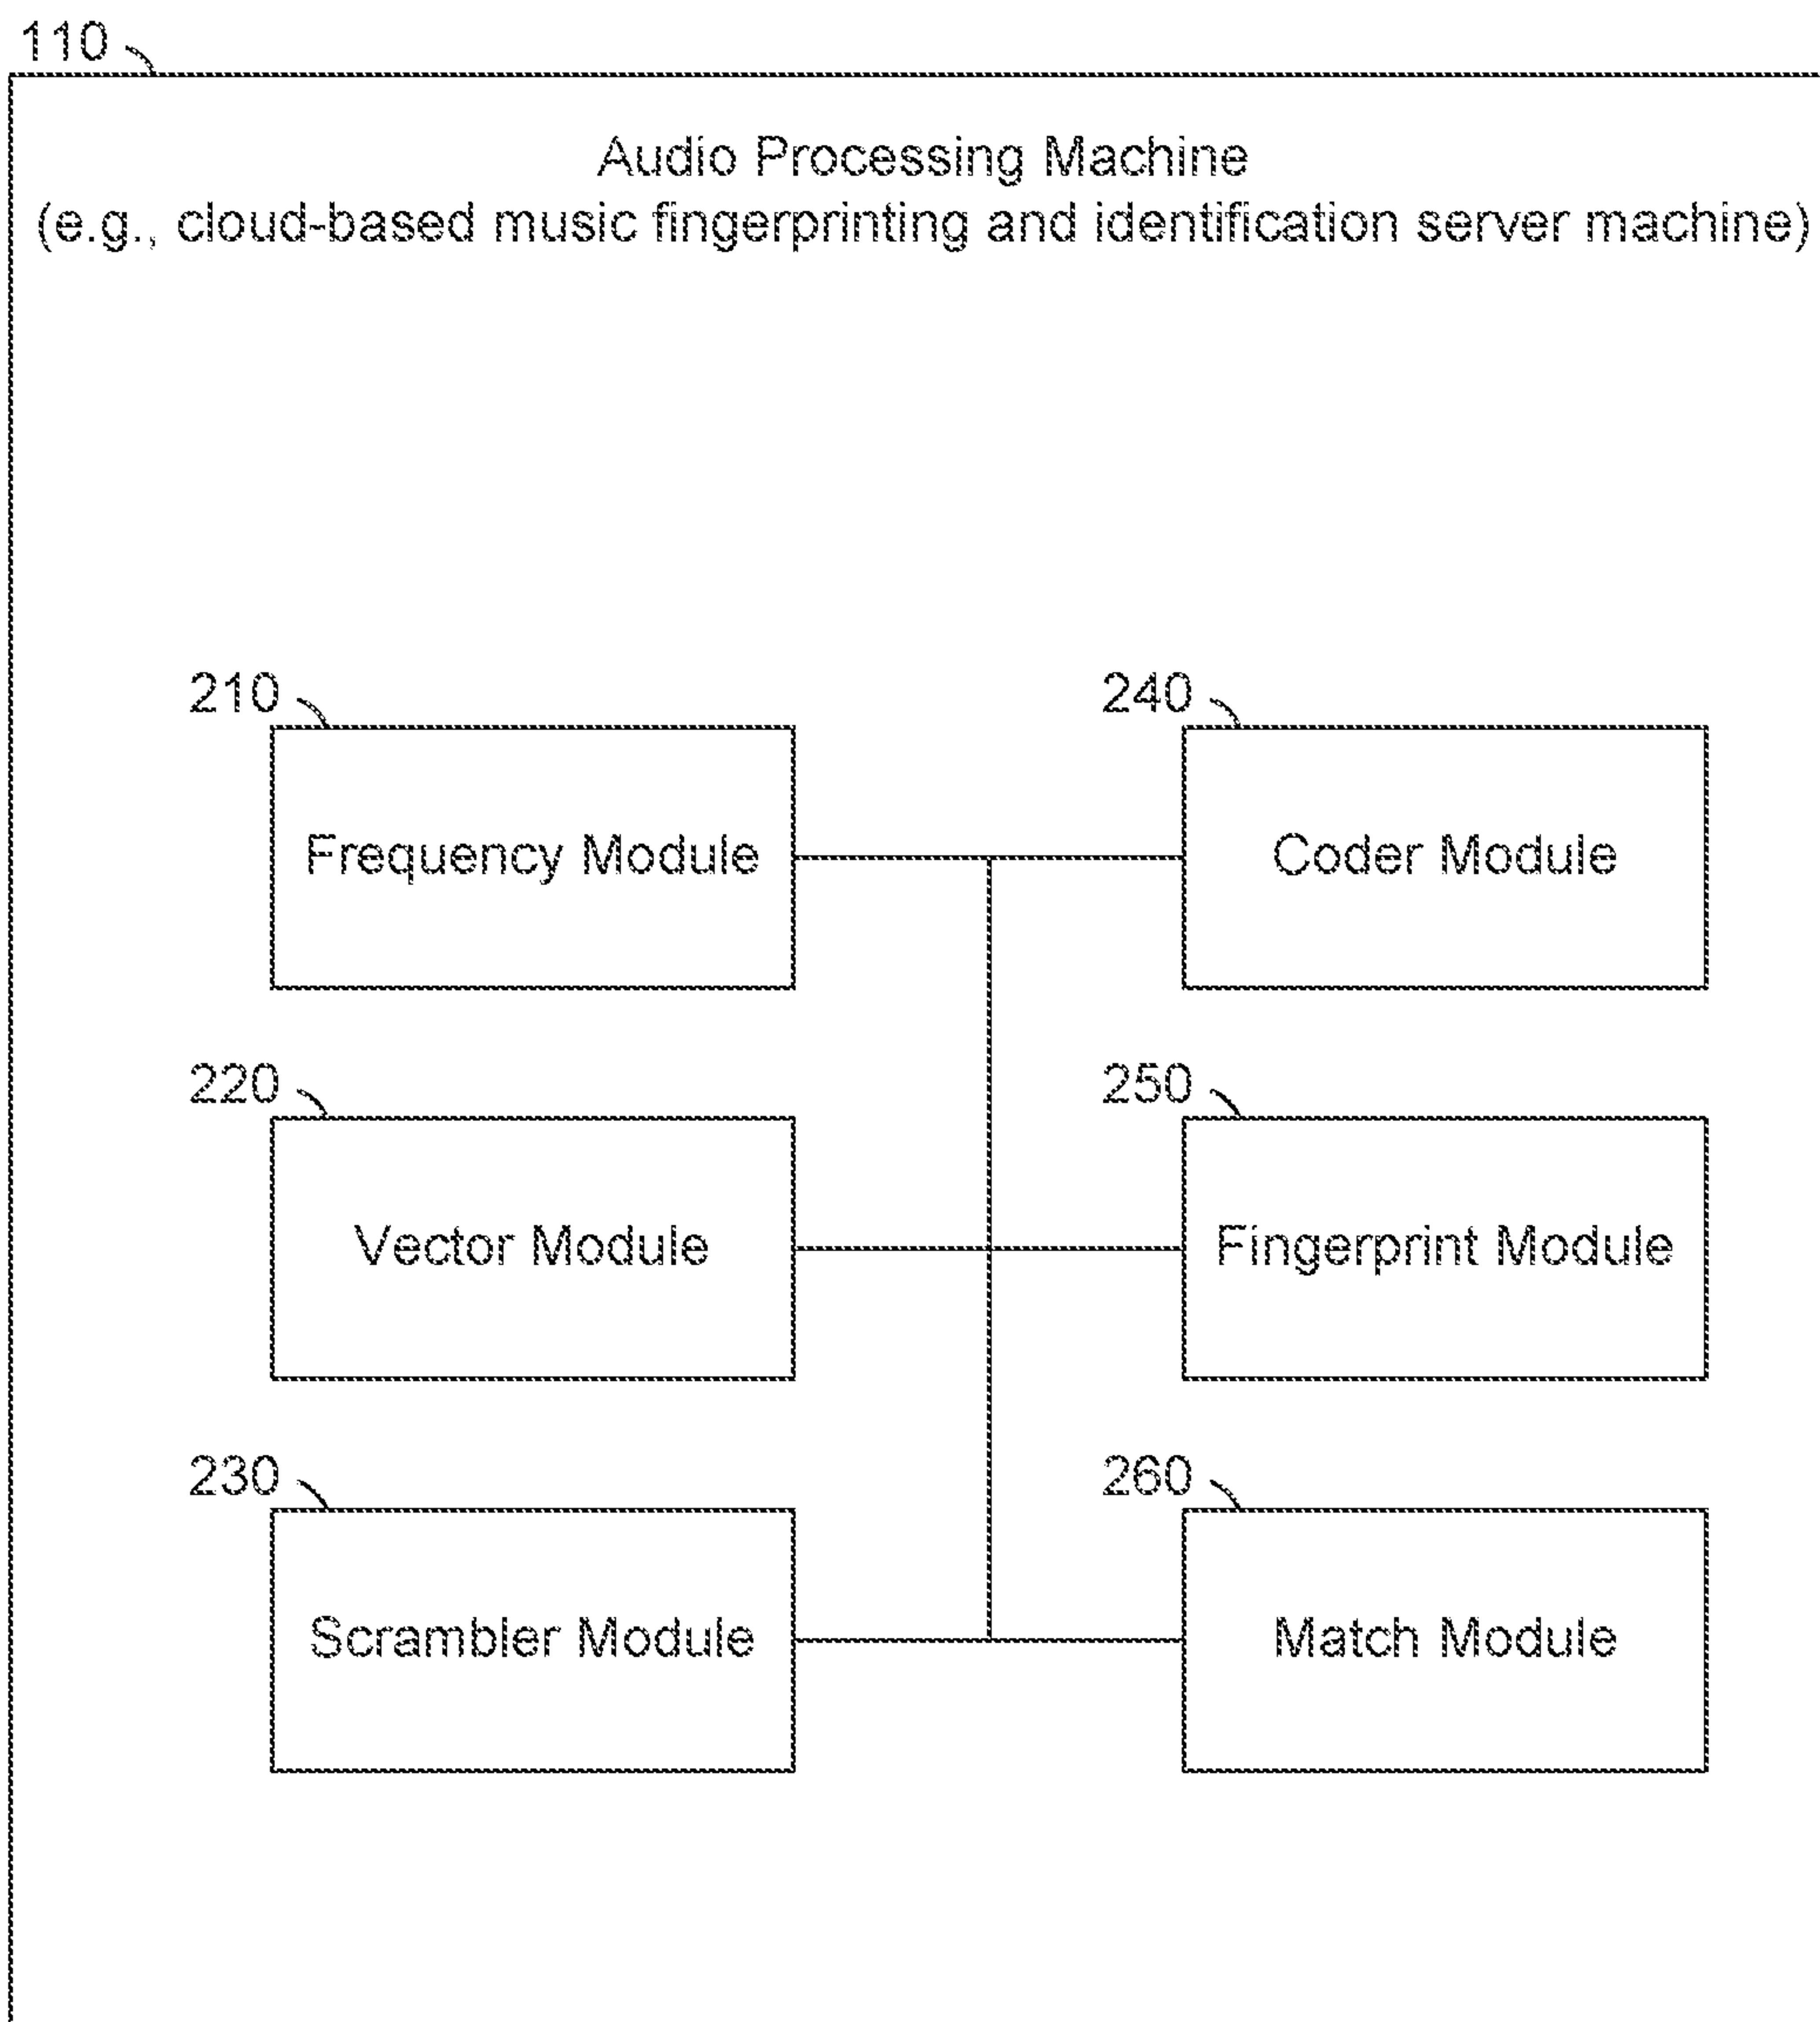 110
Audio Processing Machine
(e.g., cloud-based music fingerprinting and identification server machine)
210
240
Frequency Module
Coder Module
220
250
Vector Module
Fingerprint Module
230
260
Scrambler Module
Match Module